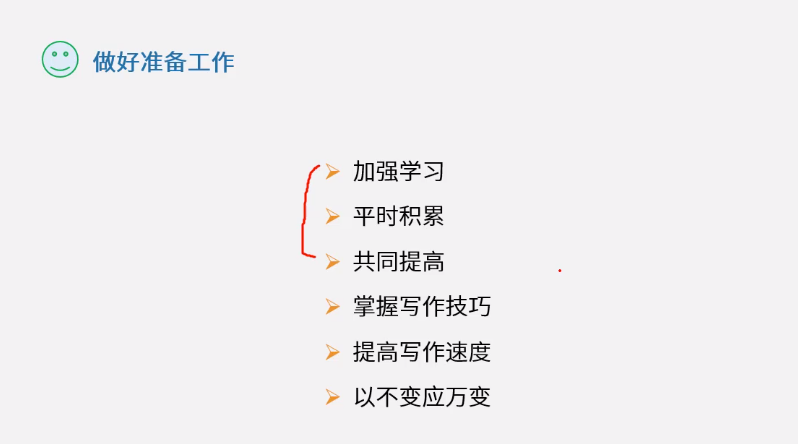 做好准备工作
加强学习
平时积累
共同提高
掌握写作技巧
提高写作速度
以不变应万变